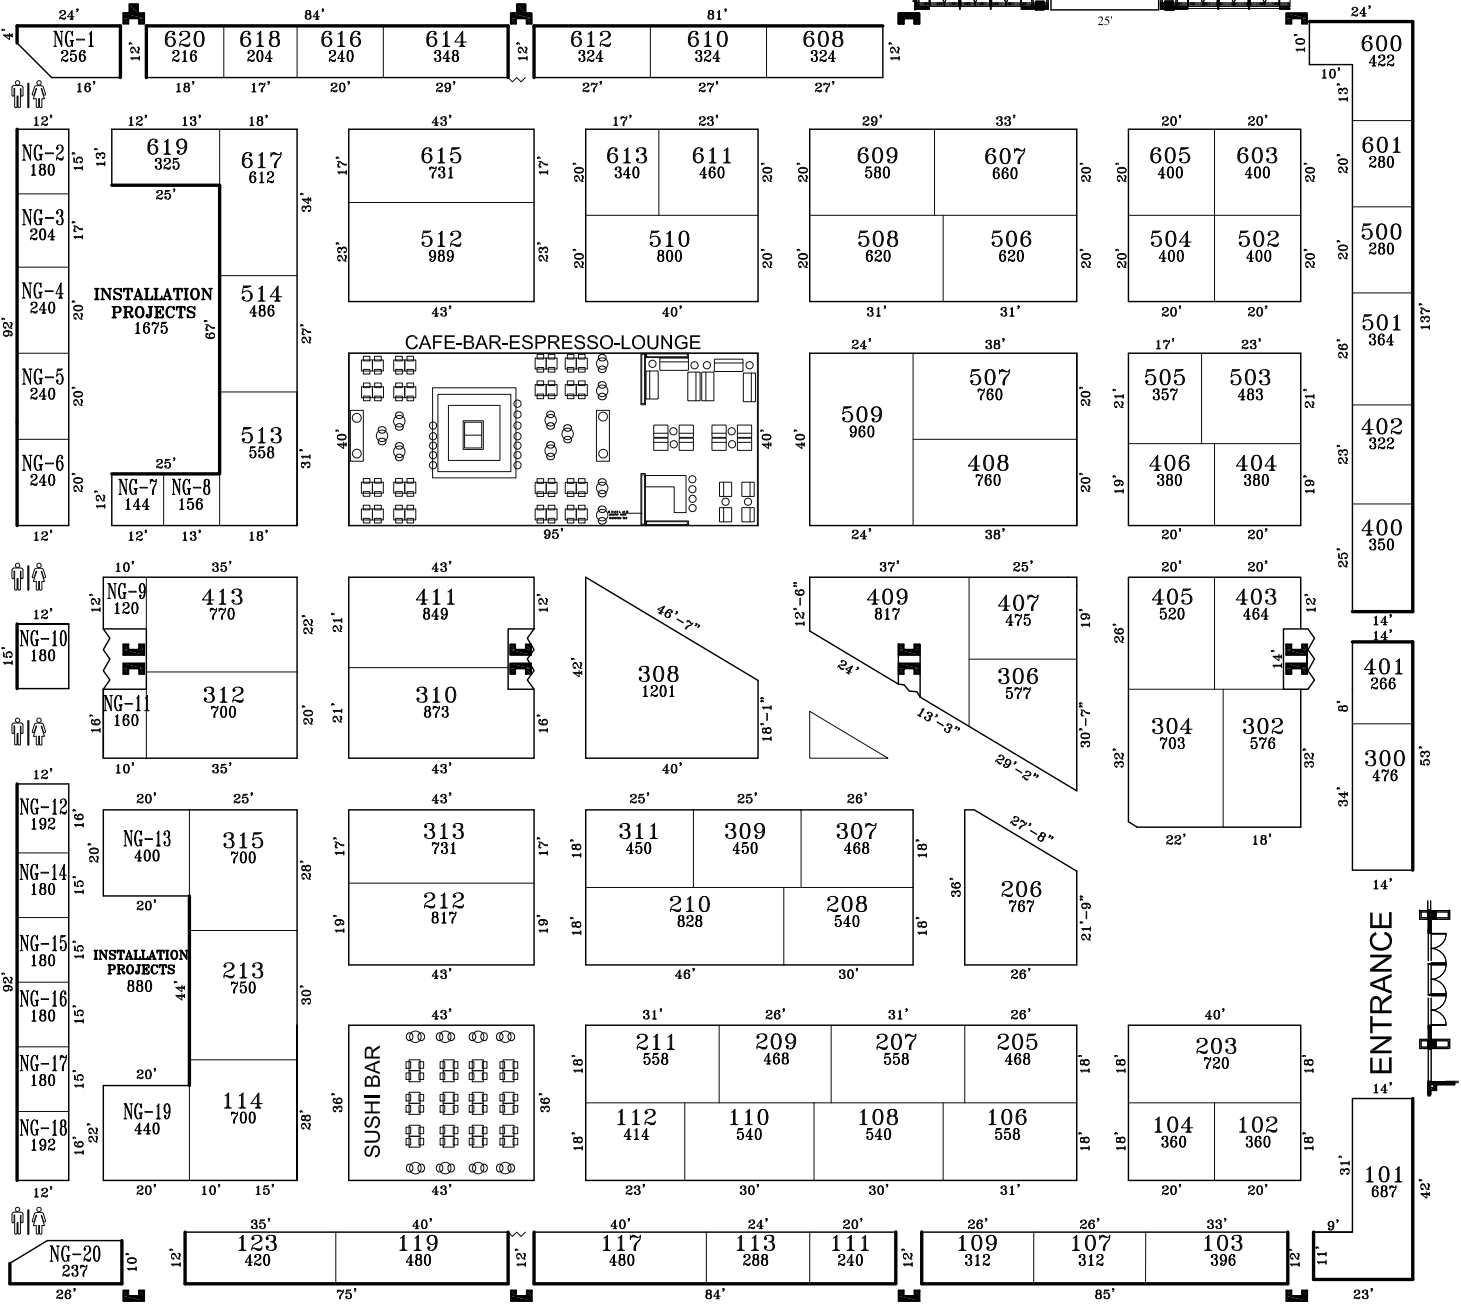 24' 84' 81' 25' 24'
4' NG-1 12' 620 618 616 614 12' 612 610 608 12' 10' 600
256 216 204 240 348 324 324 324 422
16' 18' 17' 20' 29' 27' 27' 27' 10' 13'
12' 12' 13' 18' 43' 17' 23' 29' 33' 20' 20'
NG-2 15' 13' 619 617 17' 615 17' 20' 613 611 20' 20' 609 607 20' 20' 605 603 20' 20' 601
180 325 612 731 340 460 580 660 400 400 280
25' 34'
NG-3 17' 23' 512 23' 20' 510 20' 20' 508 506 20' 20' 504 502 20' 20' 500
204 989 800 620 620 400 400 280
92' NG-4 20' INSTALLATION 514
240 PROJECTS 486
1675 67' 27'
43' 40' 31' 31' 20' 20' 501 137'
364
26'
CAFE-BAR-ESPRESSO-LOUNGE 24' 38' 17' 23'
NG-5 20' 507 20' 21' 505 503 21'
240 760 357 483
513 31' 40' 40' 40' 509 402
558 960 322
NG-6 20' 25' 408 20' 19' 406 404 19' 23'
240 760 380 380
12' NG-7 NG-8
144 156
12' 12' 13' 18' 95' 24' 38' 20' 20' 25' 400
350
10' 35' 43' 37' 25' 20' 20'
12' NG-9 413 22' 21' 411 12' 46'-7" 12'-6" 409 407 19' 26' 405 403 12'
120 770 849 817 475 520 464
12' 14'
15' NG-10 14' 14'
180 42' 308 24' 306 401
1201 577 266
16' NG-11 312 20' 21' 310 16' 18'-1" 13'-3" 30'-7" 32' 304 302 32' 8'
160 700 873 703 576
10' 35' 43' 40' 29'-2" 300 53'
476
34'
12' 20' 25' 43' 25' 25' 26' 27'-8" 22' 18'
NG-12 16' 20' NG-13 315 28' 17' 313 17' 18' 311 309 307 18'
192 400 700 731 450 450 468
NG-14 15' 20' 19' 212 19' 18' 210 208 18' 36' 206 21'-9" 14'
180 817 828 540 767
92' NG-15 15' INSTALLATION 213 30'
180 PROJECTS 750
880 44'
43' 46' 30' 26'
NG-16 15'
180
ENTRANCE
20' 43' 31' 26' 31' 26' 40'
NG-17 15' 18' 211 209 207 205 18' 18' 203 18'
180 558 468 558 468 720
SUSHI BAR
36' 36' 14'
NG-18 16' 22' NG-19 114 28' 18' 112 110 108 106 18' 18' 104 102 18'
192 440 700 414 540 540 558 360 360
12' 20' 10' 15' 43' 23' 30' 30' 31' 20' 20' 31' 101 42'
687
35' 40' 40' 24' 20' 26' 26' 33' 9'
NG-20 10' 12' 123 119 12' 117 113 111 12' 109 107 103 12' 11'
237 420 480 480 288 240 312 312 396
26' 75' 84' 85' 23'